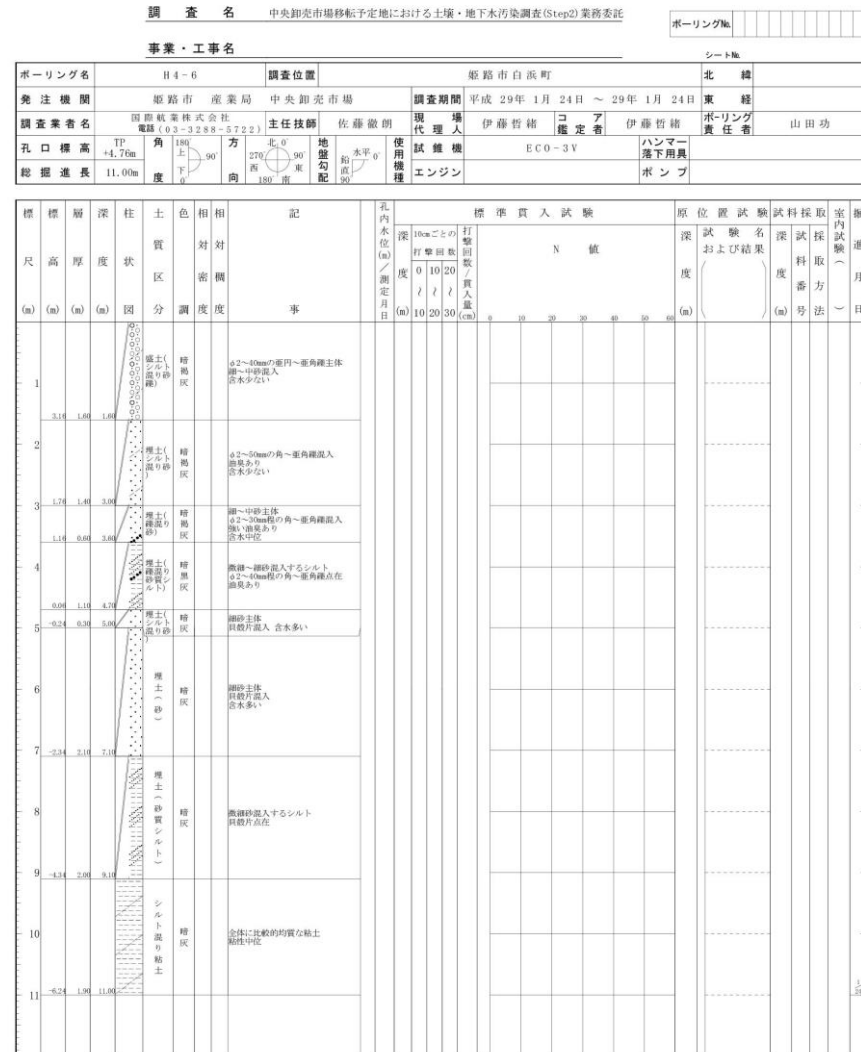 調査名 中央卸売市場移転予定地における土壌・地下水汚染調査(Step2)業務委託
ボーリングNo.
事業・工事名
シートNo.
ボーリング名 H4-6 調査位置 姫路市白浜町 北緯
発注機関 姫路市 産業局 中央卸売市場 調査期間 平成 29年 1月 24日 ～ 29年 1月 24日 東経
調査業者名 国際航業株式会社 電話(03-3288-5722) 主任技師 佐藤徹朗 現場代理人 伊藤哲緒 コア鑑定者 伊藤哲緒 ボーリング責任者 山田功
孔口標高 TP +4.76m 角度 180° 上 下 0° 90° 方向 北 0° 270° 西 90° 東 180° 南 地盤勾配 水平 0° 鉛直 90° 使用機種 試錐機 ECO-3V ハンマー落下用具
総掘進長 11.00m エンジン ポンプ
標尺(m) 標高(m) 層厚(m) 深度(m) 柱状図 土質区分 色調 相対密度 相対稠度 記事 孔内水位(m)／測定月日 標準貫入試験 深度(m) 10cmごとの打撃回数 0～10 10～20 20～30 打撃回数／貫入量(cm) N値 原位置試験 深度(m) 試験名および結果 試料採取 深度(m) 試料番号 採取方法 室内試験() 掘進月日
0 10 20 30 40 50 60
1
盛土(シルト混り砂礫) 暗褐灰
φ2～40mmの亜円～亜角礫主体
細～中砂混入
含水少ない
3.16 1.60 1.60
2
埋土(シルト混り砂) 暗褐灰
φ2～50mmの角～亜角礫混入
油臭あり
含水少ない
3 1.76 1.40 3.00
埋土(礫混り砂) 暗褐灰
細～中砂主体
φ2～30mm程の角～亜角礫混入
強い油臭あり
含水中位
1.16 0.60 3.60
4
埋土(礫混り砂質シルト) 暗黒灰
微細～細砂混入するシルト
φ2～40mm程の角～亜角礫点在
油臭あり
0.06 1.10 4.70
埋土(シルト混り砂) 暗灰
細砂主体
貝殻片混入 含水多い
5 -0.24 0.30 5.00
6
埋土(砂) 暗灰
細砂主体
貝殻片混入
含水多い
7 -2.34 2.10 7.10
8
埋土(砂質シルト) 暗灰
微細砂混入するシルト
貝殻片点在
9 -4.34 2.00 9.10
10
シルト混り粘土 暗灰
全体に比較的均質な粘土
粘性中位
11 -6.24 1.90 11.00